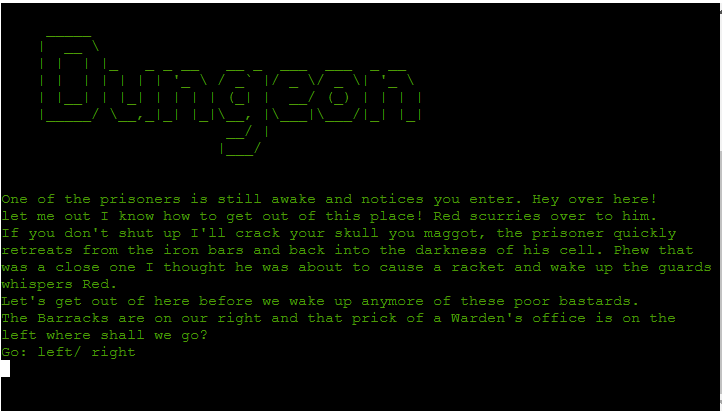 Dungeon
One of the prisoners is still awake and notices you enter. Hey over here!
let me out I know how to get out of this place! Red scurries over to him.
If you don't shut up I'll crack your skull you maggot, the prisoner quickly
retreats from the iron bars and back into the darkness of his cell. Phew that
was a close one I thought he was about to cause a racket and wake up the guards
whispers Red.
Let's get out of here before we wake up anymore of these poor bastards.
The Barracks are on our right and that prick of a Warden's office is on the
left where shall we go?
Go: left/ right